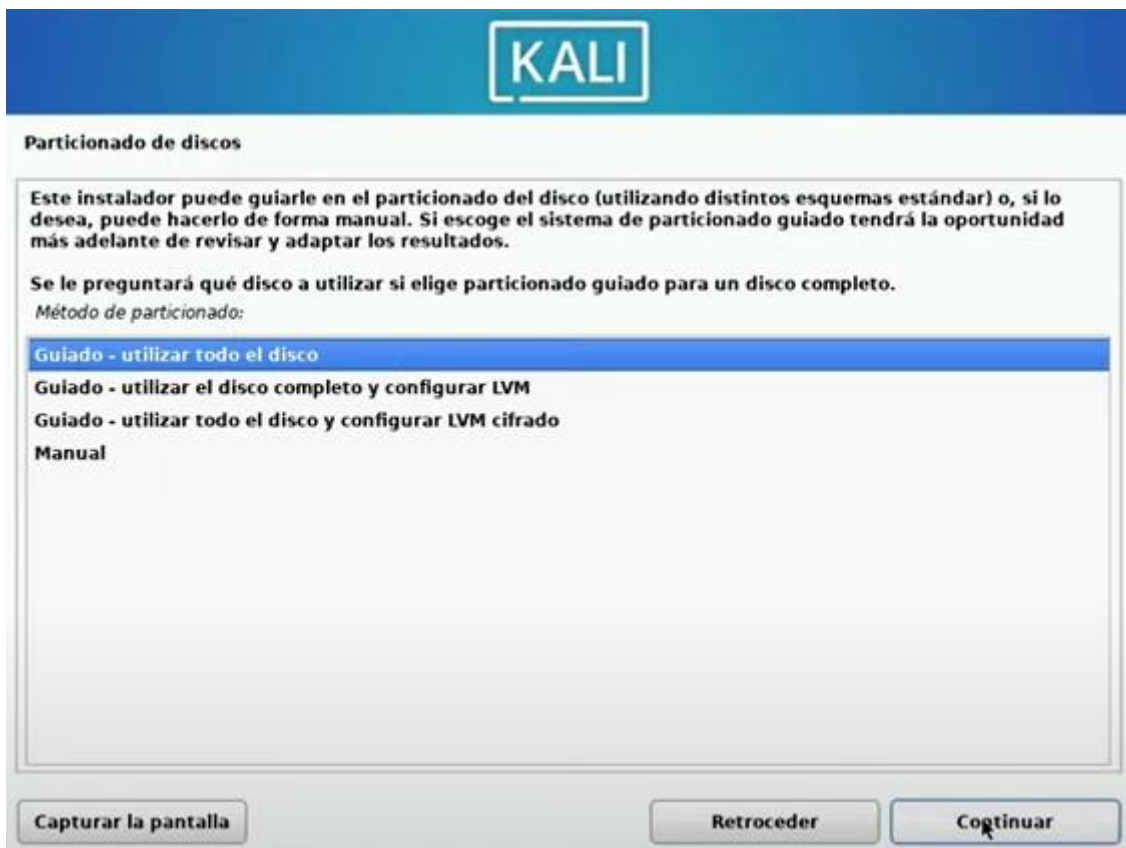 KALI
Particionado de discos
Este instalador puede guiarle en el particionado del disco (utilizando distintos esquemas estándar) o, si lo
desea, puede hacerlo de forma manual. Si escoge el sistema de particionado guiado tendrá la oportunidad
más adelante de revisar y adaptar los resultados.
Se le preguntará qué disco a utilizar si elige particionado guiado para un disco completo.
Método de particionado:
Guiado - utilizar todo el disco
Guiado - utilizar el disco completo y configurar LVM
Guiado - utilizar todo el disco y configurar LVM cifrado
Manual
Capturar la pantalla
Retroceder
Continuar